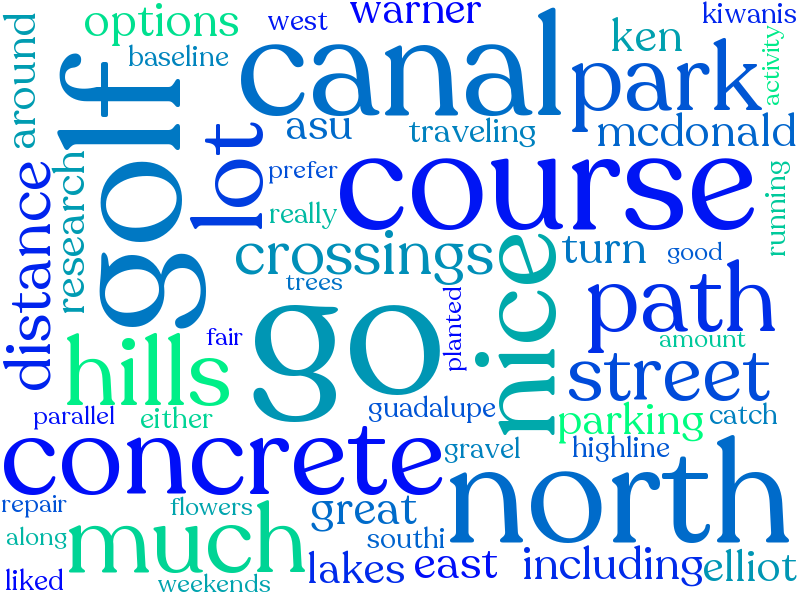 options
west
warner
kiwanis
around
baseline
golf
canal
park
ken
activity
asu
traveling
mcdonald
lot
prefer
course
research
really
running
distance
crossings
nice
turn
good
trees
planted
path
go
fair
amount
hills
street
parallel
either
guadalupe
parking
catch
concrete
gravel
highline
north
repair
flowers
great
along
much
southi
lakes
east
including
elliot
liked
weekends